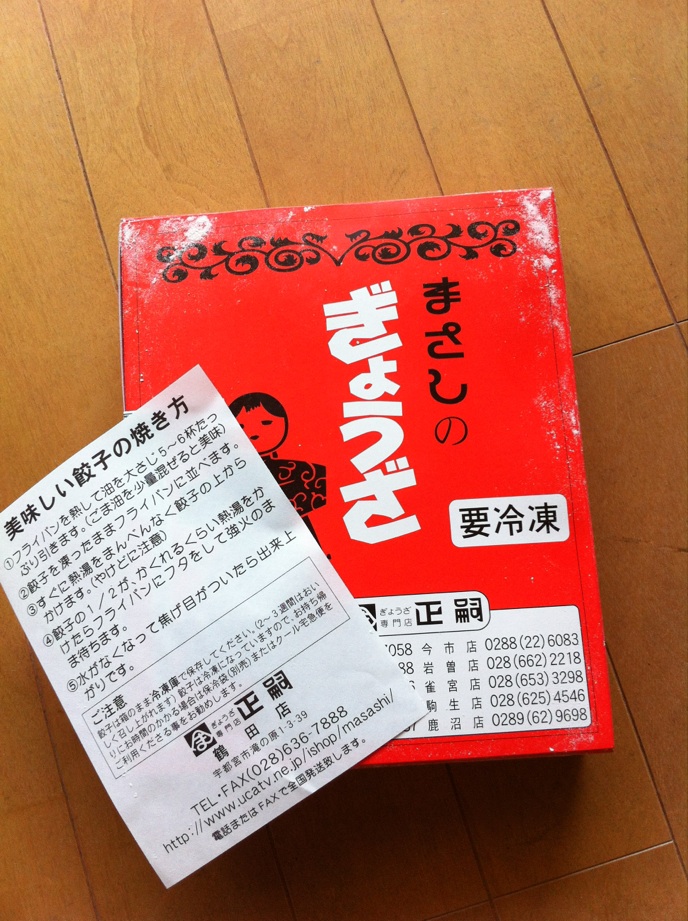 まさしの
ぎょうざ
要冷凍
ぎょうざ
専門店
正嗣
058 今市店 0288(22)6083
88 岩曽店 028(662)2218
6 雀宮店 028(653)3298
駒生店 028(625)4546
鹿沼店 0289(62)9698
美味しい餃子の焼き方
①フライパンを熱して油を大さじ5~6杯たっ
ぷり引きます。(ごま油を少量混ぜると美味)
②餃子を凍ったままフライパンに並べます。
③すぐに熱湯をまんべんなく餃子の上から
かけます。(やけどに注意)
④餃子の1/2が、かくれるくらい熱湯をか
けたらフライパンにフタをして強火のま
ま待ちます。
⑤水がなくなって焦げ目がついたら出来上
がりです。
ご注意
餃子は箱のまま冷凍庫で保存してください。(2~3週間はおい
しく召し上がれます)餃子は冷凍になっていますので、お持ち帰
りにお時間のかかる場合は保冷袋(別売)またはクール宅急便を
ご利用くださる事をお勧めします。
ぎょうざ
専門店
正嗣
鶴田店
宇都宮市滝の原1-3-39
TEL・FAX(028)636-7888
http://www.ucatv.ne.jp/ishop/masashi/
電話またはFAXで全国発送致します。